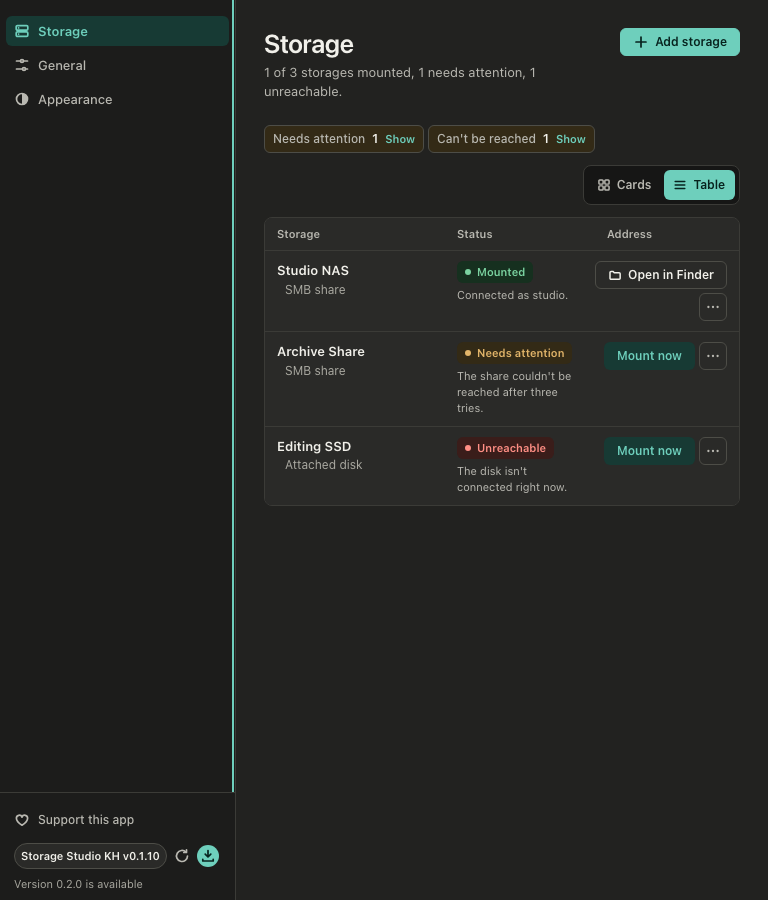 Storage
General
Appearance
Support this app
Storage Studio KH v0.1.10
Version 0.2.0 is available
Storage
Add storage
1 of 3 storages mounted, 1 needs attention, 1
unreachable.
Needs attention 1 Show
Can't be reached 1 Show
Cards
Table
Storage Status Address
Studio NAS
SMB share
Mounted
Connected as studio.
Open in Finder
Archive Share
SMB share
Needs attention
The share couldn't be
reached after three
tries.
Mount now
Editing SSD
Attached disk
Unreachable
The disk isn't
connected right now.
Mount now